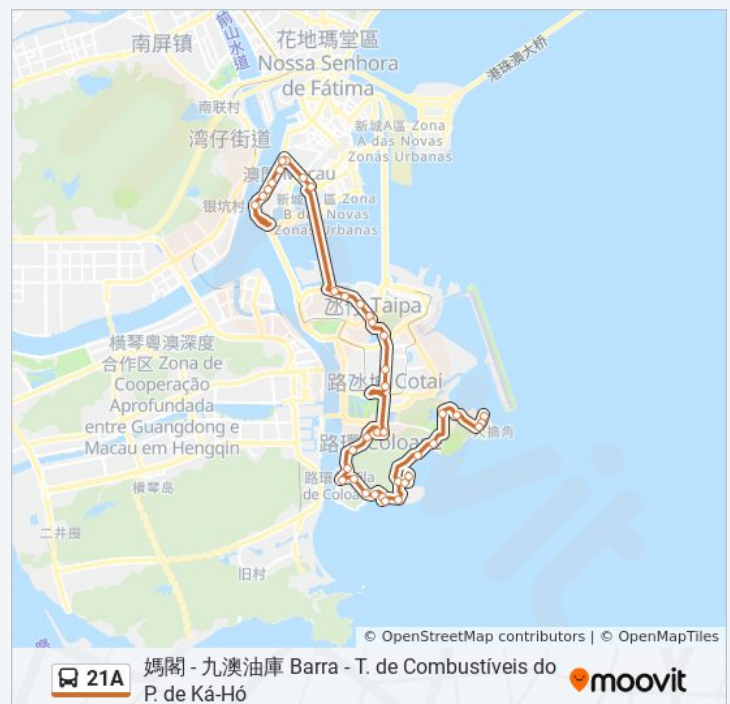 南屏镇
前山水道
花地瑪堂區
Nossa Senhora
de Fátima
港珠澳大桥
南联村
湾仔街道
新城A區 Zona
A das Novas
Zonas Urbanas
澳門 Macau
银坑村
新城B區 Zona
B das Novas
Zonas Urbanas
氹仔 Taipa
橫琴粵澳深度
合作区 Zona de
Cooperação
Aprofundada
entre Guangdong e
Macau em Hengqin
路氹城 Cotai
大擔角
路環 Coloane
路環 Vila
de Coloane
横琴岛
二井围
旧村
© OpenStreetMap contributors | © OpenMapTiles
21A
媽閣 - 九澳油庫 Barra - T. de Combustíveis do
P. de Ká-Hó
moovit